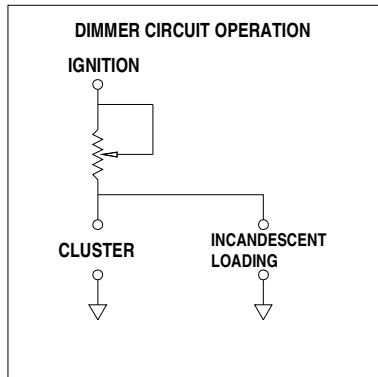 DIMMER CIRCUIT OPERATION
IGNITION
CLUSTER
INCANDESCENT
LOADING